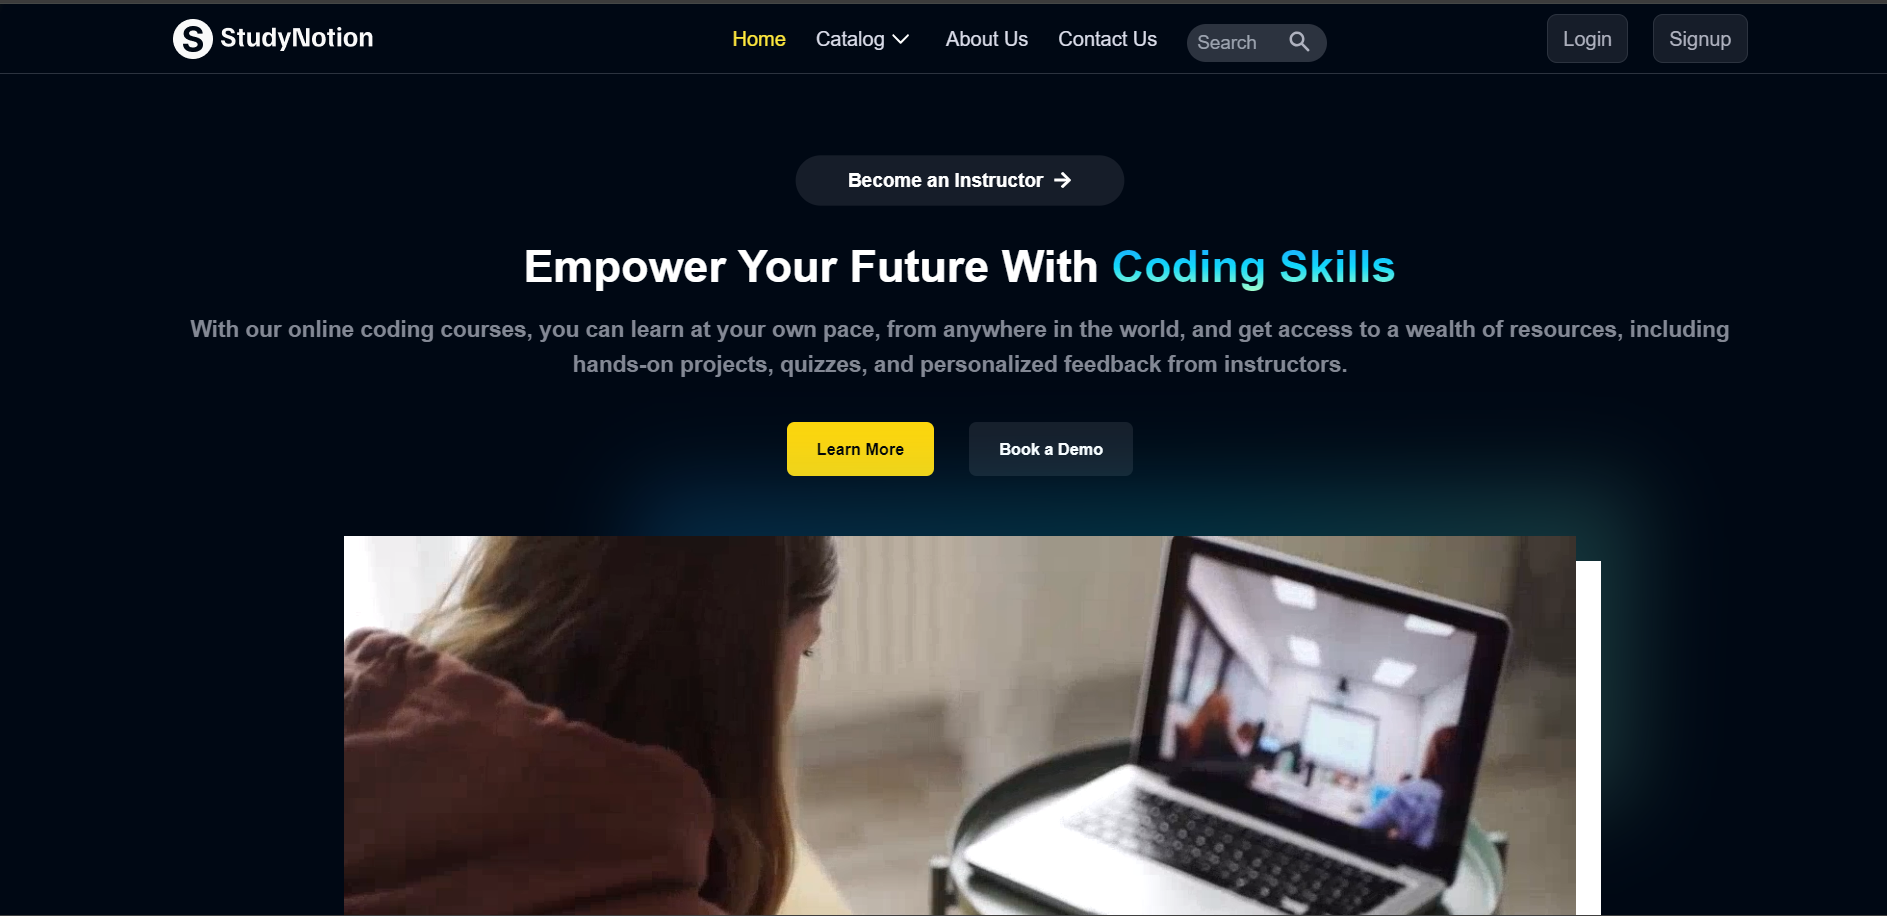 S StudyNotion
Home Catalog About Us Contact Us Search Login Signup
Become an Instructor →
Empower Your Future With Coding Skills
With our online coding courses, you can learn at your own pace, from anywhere in the world, and get access to a wealth of resources, including
hands-on projects, quizzes, and personalized feedback from instructors.
Learn More Book a Demo